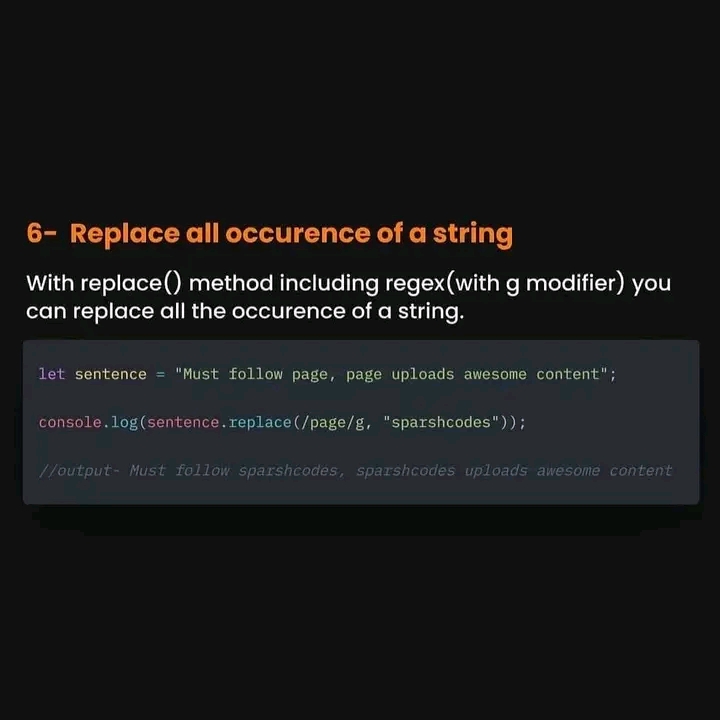 6- Replace all occurence of a string
With replace() method including regex(with g modifier) you
can replace all the occurence of a string.
let sentence = "Must follow page, page uploads awesome content";
console.log(sentence.replace(/page/g, "sparshcodes"));
//output- Must follow sparshcodes, sparshcodes uploads awesome content